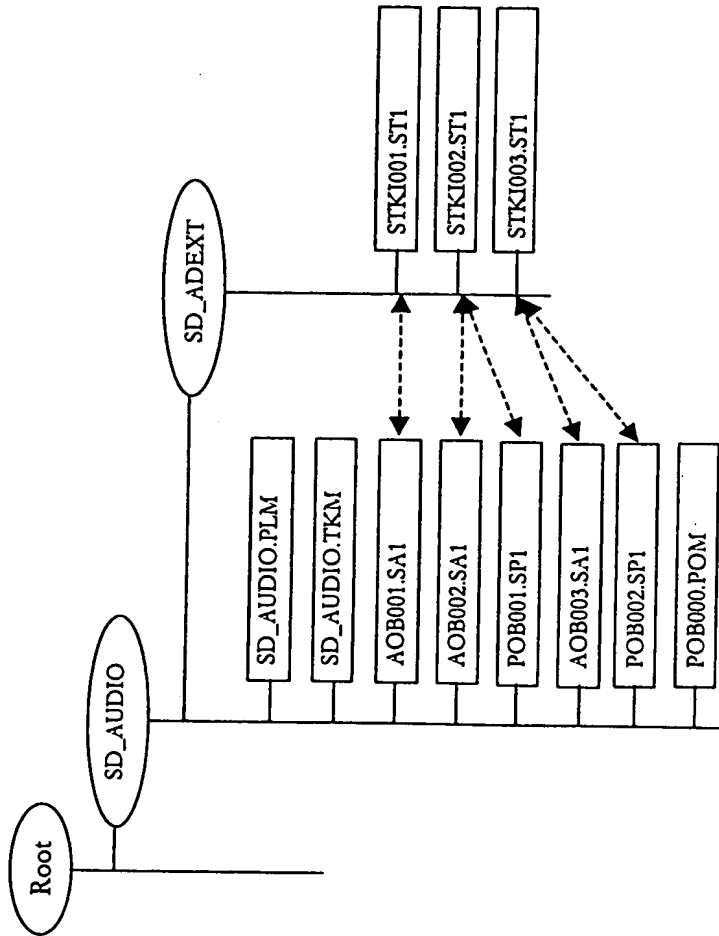 Root
SD_AUDIO
SD_ADEXT
SD_AUDIO.PLM
SD_AUDIO.TKM
AOB001.SA1
AOB002.SA1
POB001.SP1
AOB003.SA1
POB002.SP1
POB000.POM
STKI001.ST1
STKI002.ST1
STKI003.ST1